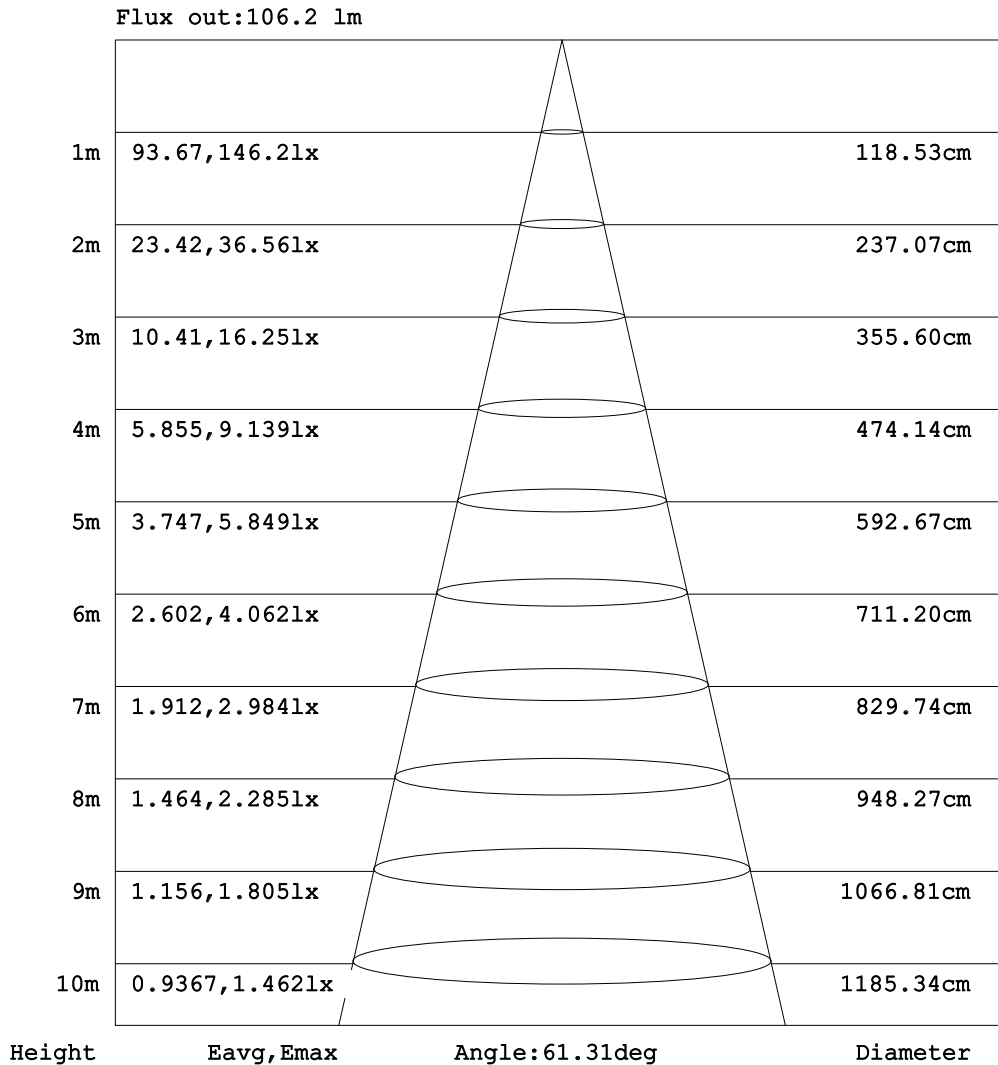 Flux out:106.2 lm
1m 93.67,146.2lx 118.53cm
2m 23.42,36.56lx 237.07cm
3m 10.41,16.25lx 355.60cm
4m 5.855,9.139lx 474.14cm
5m 3.747,5.849lx 592.67cm
6m 2.602,4.062lx 711.20cm
7m 1.912,2.984lx 829.74cm
8m 1.464,2.285lx 948.27cm
9m 1.156,1.805lx 1066.81cm
10m 0.9367,1.462lx 1185.34cm
Height Eavg,Emax Angle:61.31deg Diameter